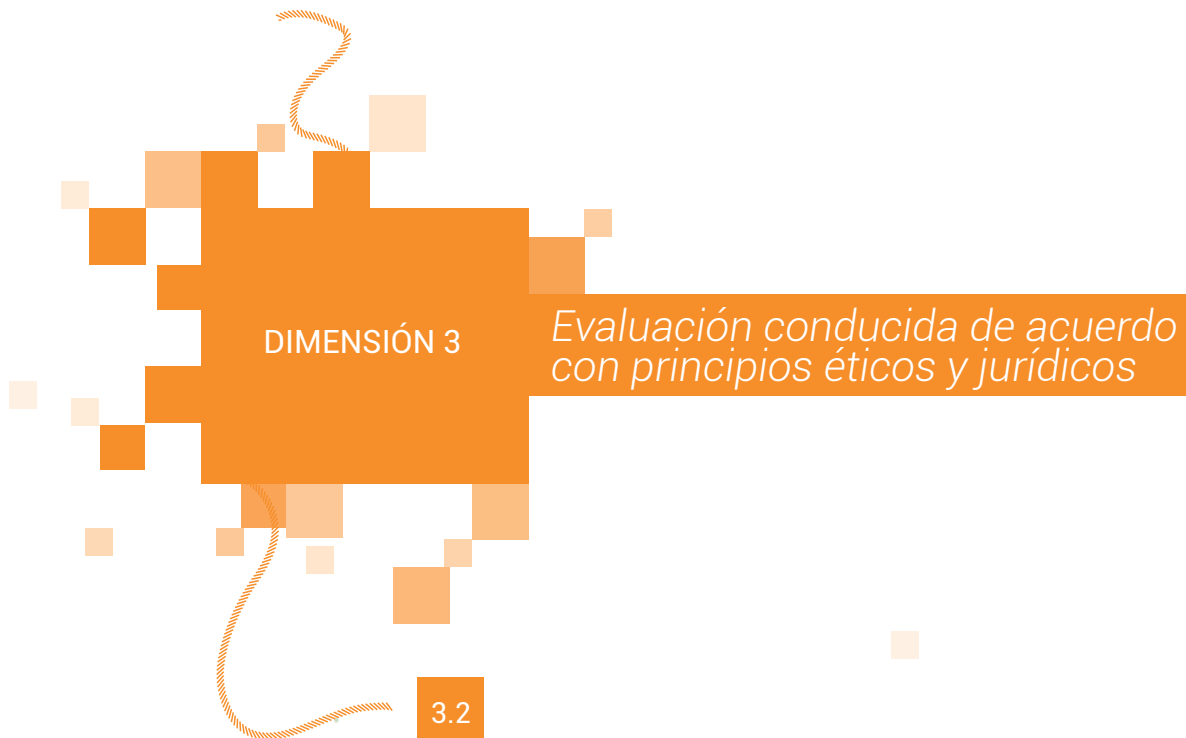 DIMENSIÓN 3
Evaluación conducida de acuerdo
con principios éticos y jurídicos
3.2